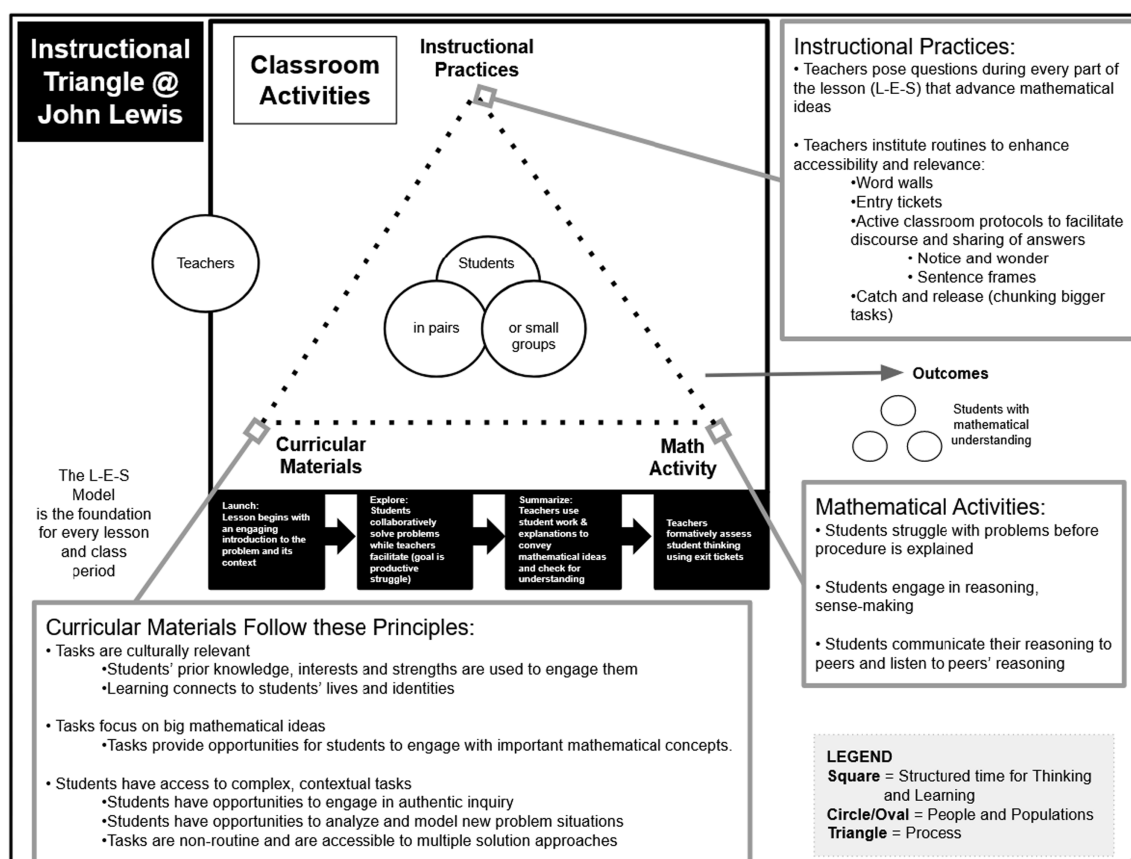 Instructional
Triangle @
John Lewis
Classroom
Activities
Instructional
Practices
Teachers
Students
in pairs
or small
groups
Curricular
Materials
Math
Activity
Instructional Practices:
• Teachers pose questions during every part of
the lesson (L-E-S) that advance mathematical
ideas
• Teachers institute routines to enhance
accessibility and relevance:
•Word walls
•Entry tickets
•Active classroom protocols to facilitate
discourse and sharing of answers
• Notice and wonder
• Sentence frames
•Catch and release (chunking bigger
tasks)
Outcomes
Students with
mathematical
understanding
The L-E-S
Model
is the foundation
for every lesson
and class
period
Launch:
Lesson begins with
an engaging
introduction to the
problem and its
context
Explore:
Students
collaboratively
solve problems
while teachers
facilitate (goal is
productive
struggle)
Summarize:
Teachers use
student work &
explanations to
convey
mathematical ideas
and check for
understanding
Teachers
formatively assess
student thinking
using exit tickets
Mathematical Activities:
• Students struggle with problems before
procedure is explained
• Students engage in reasoning,
sense-making
• Students communicate their reasoning to
peers and listen to peers' reasoning
Curricular Materials Follow these Principles:
• Tasks are culturally relevant
•Students' prior knowledge, interests and strengths are used to engage them
•Learning connects to students' lives and identities
• Tasks focus on big mathematical ideas
•Tasks provide opportunities for students to engage with important mathematical concepts.
• Students have access to complex, contextual tasks
•Students have opportunities to engage in authentic inquiry
•Students have opportunities to analyze and model new problem situations
•Tasks are non-routine and are accessible to multiple solution approaches
LEGEND
Square = Structured time for Thinking
and Learning
Circle/Oval = People and Populations
Triangle = Process